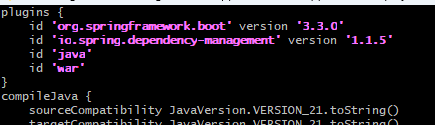 plugins {
    id 'org.springframework.boot' version '3.3.0'
    id 'io.spring.dependency-management' version '1.1.5'
    id 'java'
    id 'war'
}
compileJava {
    sourceCompatibility JavaVersion.VERSION_21.toString()
    targetCompatibility JavaVersion.VERSION_21.toString()